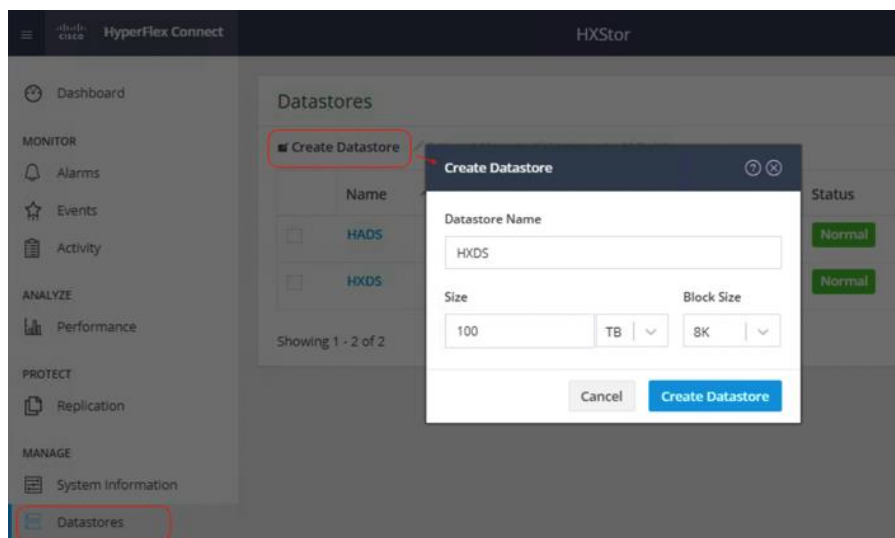 cisco HyperFlex Connect
HXStor
Dashboard
MONITOR
Alarms
Events
Activity
ANALYZE
Performance
PROTECT
Replication
MANAGE
System Information
Datastores
Datastores
Create Datastore
Name
Status
HADS
Normal
HXDS
Normal
Showing 1 - 2 of 2
Create Datastore
Datastore Name
HXDS
Size
Block Size
100 TB
8K
Cancel
Create Datastore